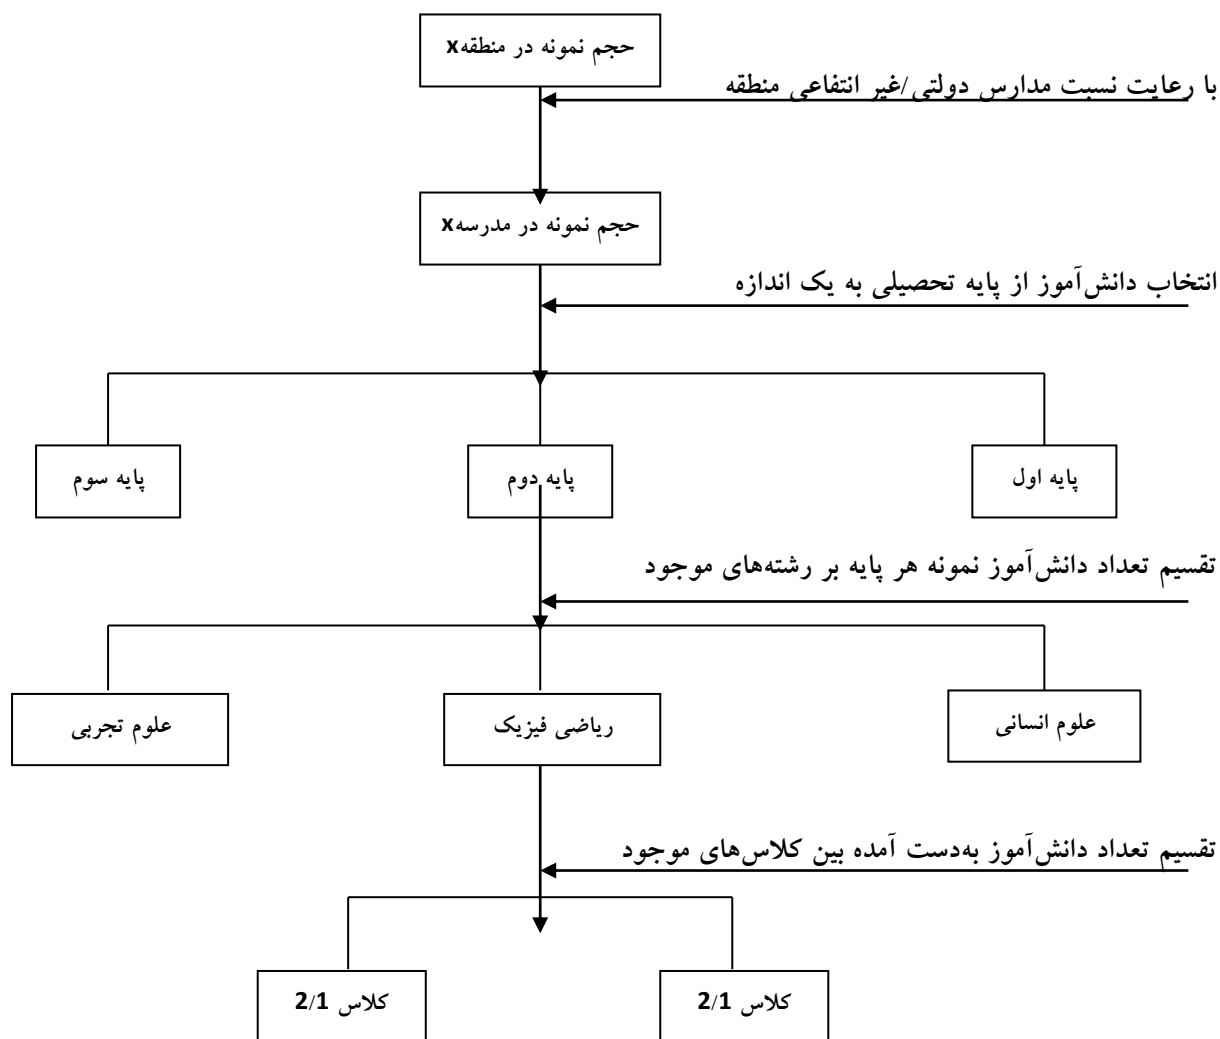 حجم نمونه در منطقهx
با رعایت نسبت مدارس دولتی/غیر انتفاعی منطقه
حجم نمونه در مدرسهx
انتخاب دانش‌آموز از پایه تحصیلی به یک اندازه
پایه اول
پایه دوم
پایه سوم
تقسیم تعداد دانش‌آموز نمونه هر پایه بر رشته‌های موجود
علوم انسانی
ریاضی فیزیک
علوم تجربی
تقسیم تعداد دانش‌آموز به‌دست آمده بین کلاس‌های موجود
کلاس 2/1
کلاس 2/1